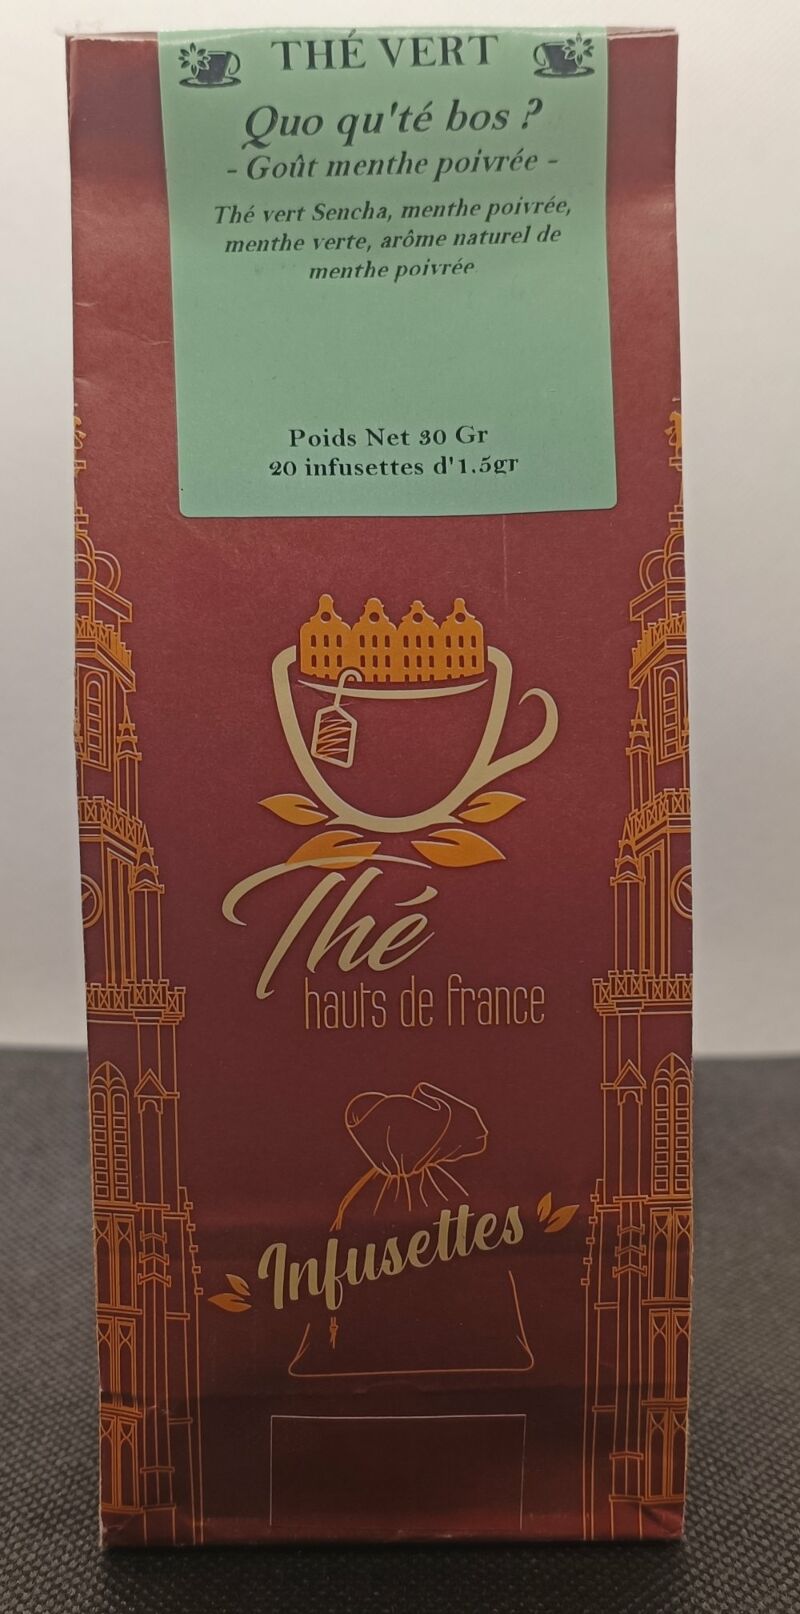 THÉ VERT
Quo qu'té bos ?
- Goût menthe poivrée -
Thé vert Sencha, menthe poivrée,
menthe verte, arôme naturel de
menthe poivrée
Poids Net 30 Gr
20 infusettes d'1.5gr
Thé
hauts de france
Infusettes